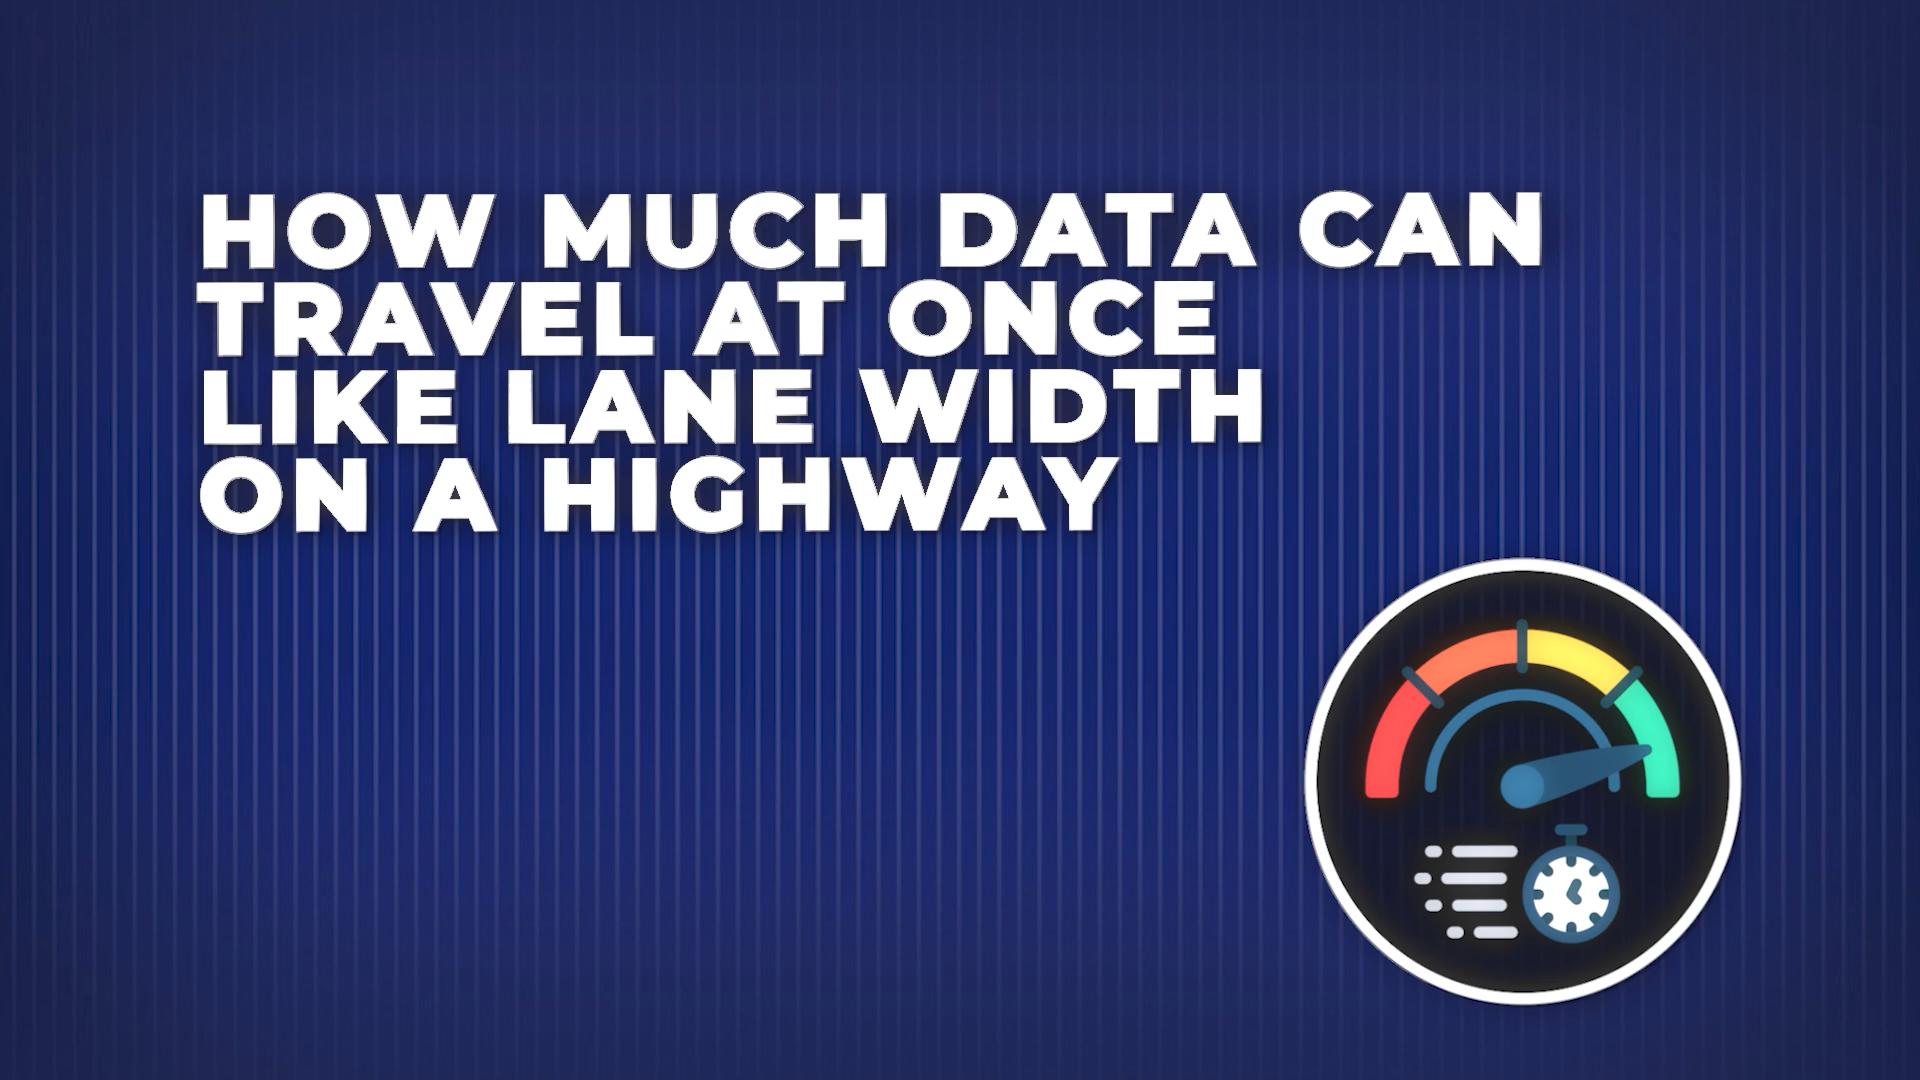 HOW MUCH DATA CAN
TRAVEL AT ONCE
LIKE LANE WIDTH
ON A HIGHWAY